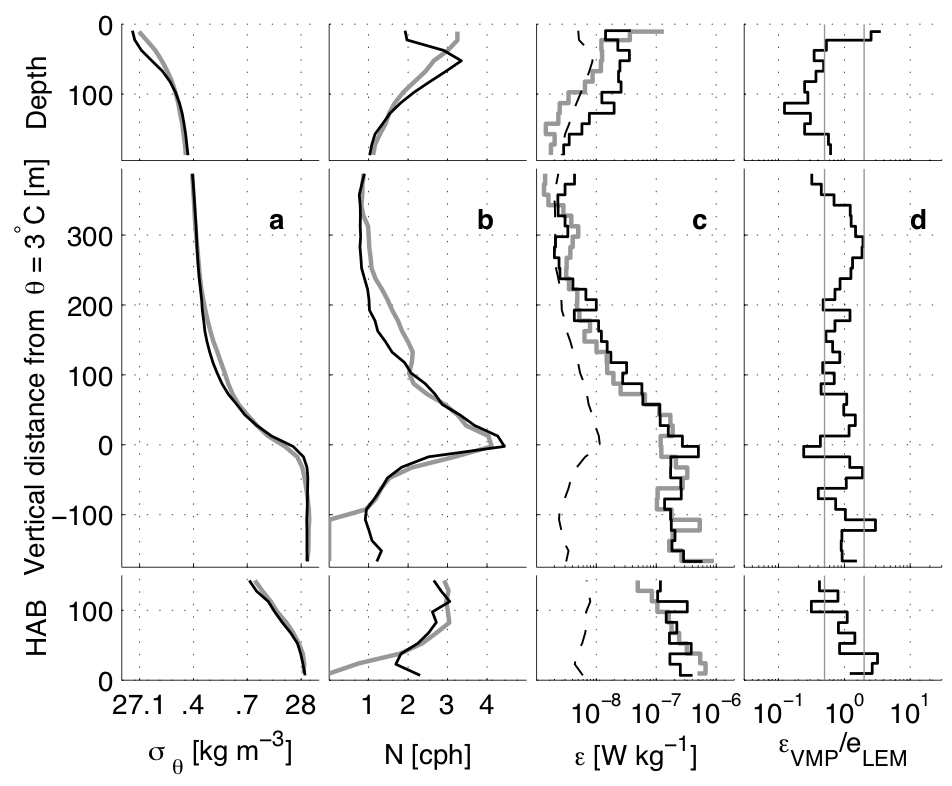 0
100
Depth
a
b
c
d
300
200
100
0
−100
Vertical distance from θ = 3°C [m]
100
0
HAB
27.1 .4 .7 28
1 2 3 4
10⁻⁸ 10⁻⁷ 10⁻⁶
10⁻¹ 10⁰ 10¹
σθ [kg m⁻³]
N [cph]
ε [W kg⁻¹]
εVMP/eLEM